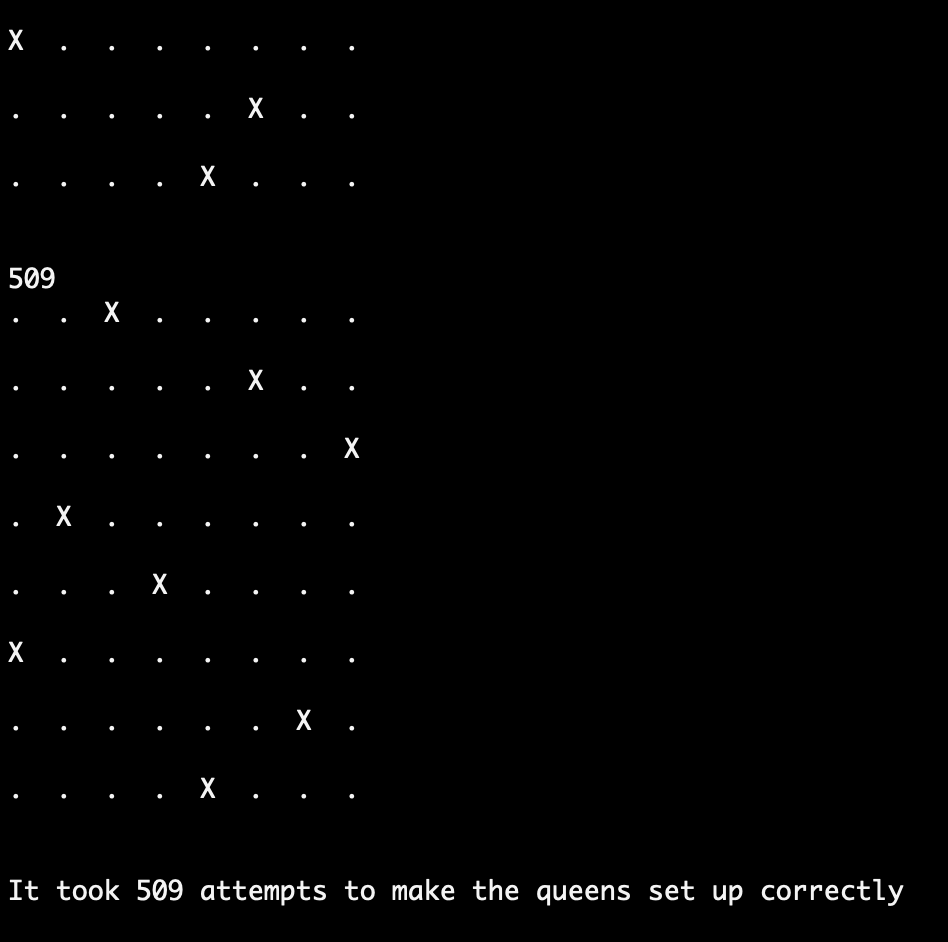 X . . . . . . .
. . . . . X . .
. . . . X . . .
509
. . X . . . . .
. . . . . X . .
. . . . . . . X
. X . . . . . .
. . . X . . . .
X . . . . . . .
. . . . . . X .
. . . . X . . .
It took 509 attempts to make the queens set up correctly